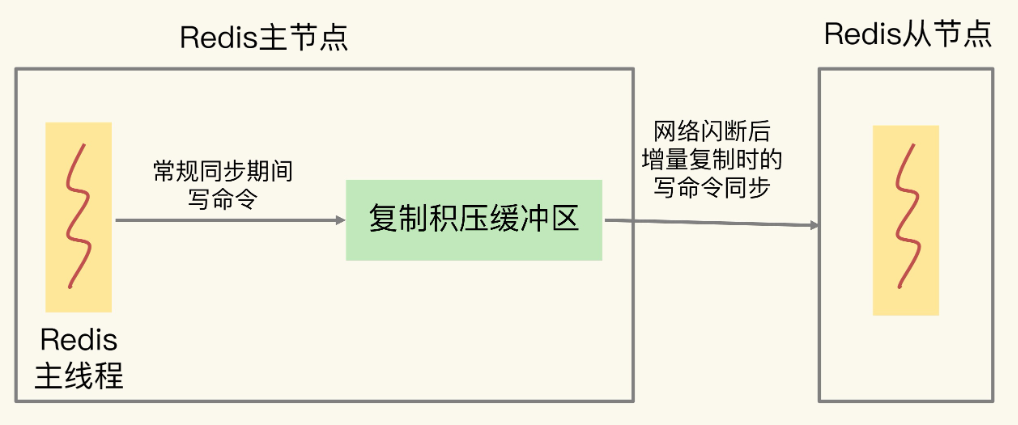 Redis主节点
Redis从节点
常规同步期间
写命令
复制积压缓冲区
网络闪断后
增量复制时的
写命令同步
Redis
主线程